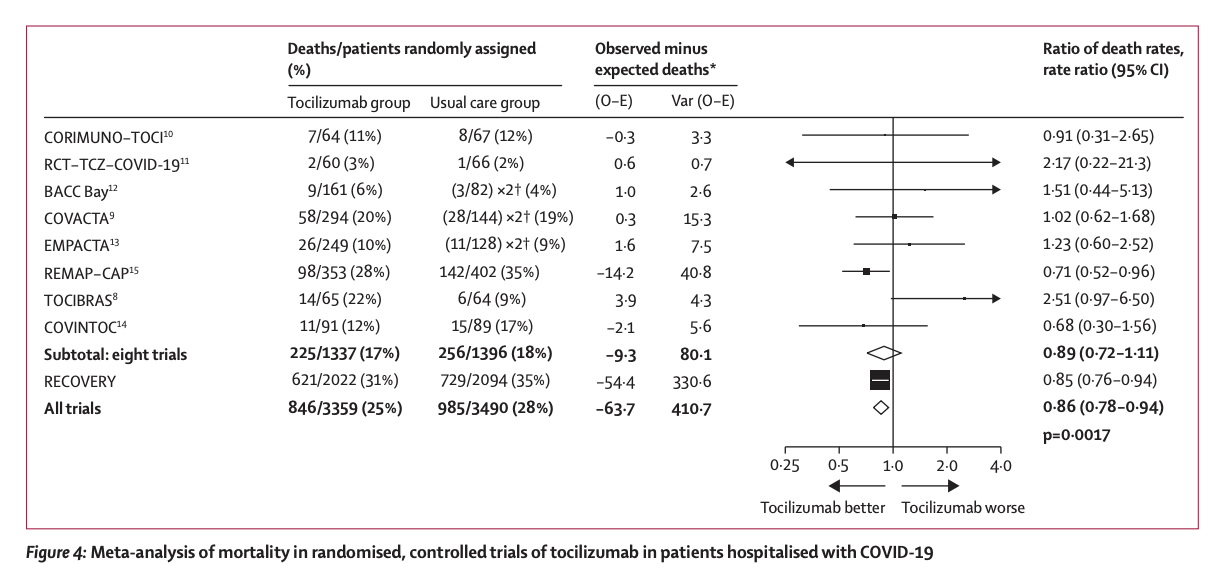 Deaths/patients randomly assigned (%) Observed minus expected deaths* Ratio of death rates, rate ratio (95% CI)
Tocilizumab group Usual care group (O–E) Var (O–E)
CORIMUNO–TOCI¹⁰ 7/64 (11%) 8/67 (12%) –0·3 3·3 0·91 (0·31–2·65)
RCT–TCZ–COVID-19¹¹ 2/60 (3%) 1/66 (2%) 0·6 0·7 2·17 (0·22–21·3)
BACC Bay¹² 9/161 (6%) (3/82) ×2† (4%) 1·0 2·6 1·51 (0·44–5·13)
COVACTA⁹ 58/294 (20%) (28/144) ×2† (19%) 0·3 15·3 1·02 (0·62–1·68)
EMPACTA¹³ 26/249 (10%) (11/128) ×2† (9%) 1·6 7·5 1·23 (0·60–2·52)
REMAP–CAP¹⁵ 98/353 (28%) 142/402 (35%) –14·2 40·8 0·71 (0·52–0·96)
TOCIBRAS⁸ 14/65 (22%) 6/64 (9%) 3·9 4·3 2·51 (0·97–6·50)
COVINTOC¹⁴ 11/91 (12%) 15/89 (17%) –2·1 5·6 0·68 (0·30–1·56)
Subtotal: eight trials 225/1337 (17%) 256/1396 (18%) –9·3 80·1 0·89 (0·72–1·11)
RECOVERY 621/2022 (31%) 729/2094 (35%) –54·4 330·6 0·85 (0·76–0·94)
All trials 846/3359 (25%) 985/3490 (28%) –63·7 410·7 0·86 (0·78–0·94)
p=0·0017
0·25 0·5 1·0 2·0 4·0
Tocilizumab better Tocilizumab worse
Figure 4: Meta-analysis of mortality in randomised, controlled trials of tocilizumab in patients hospitalised with COVID-19